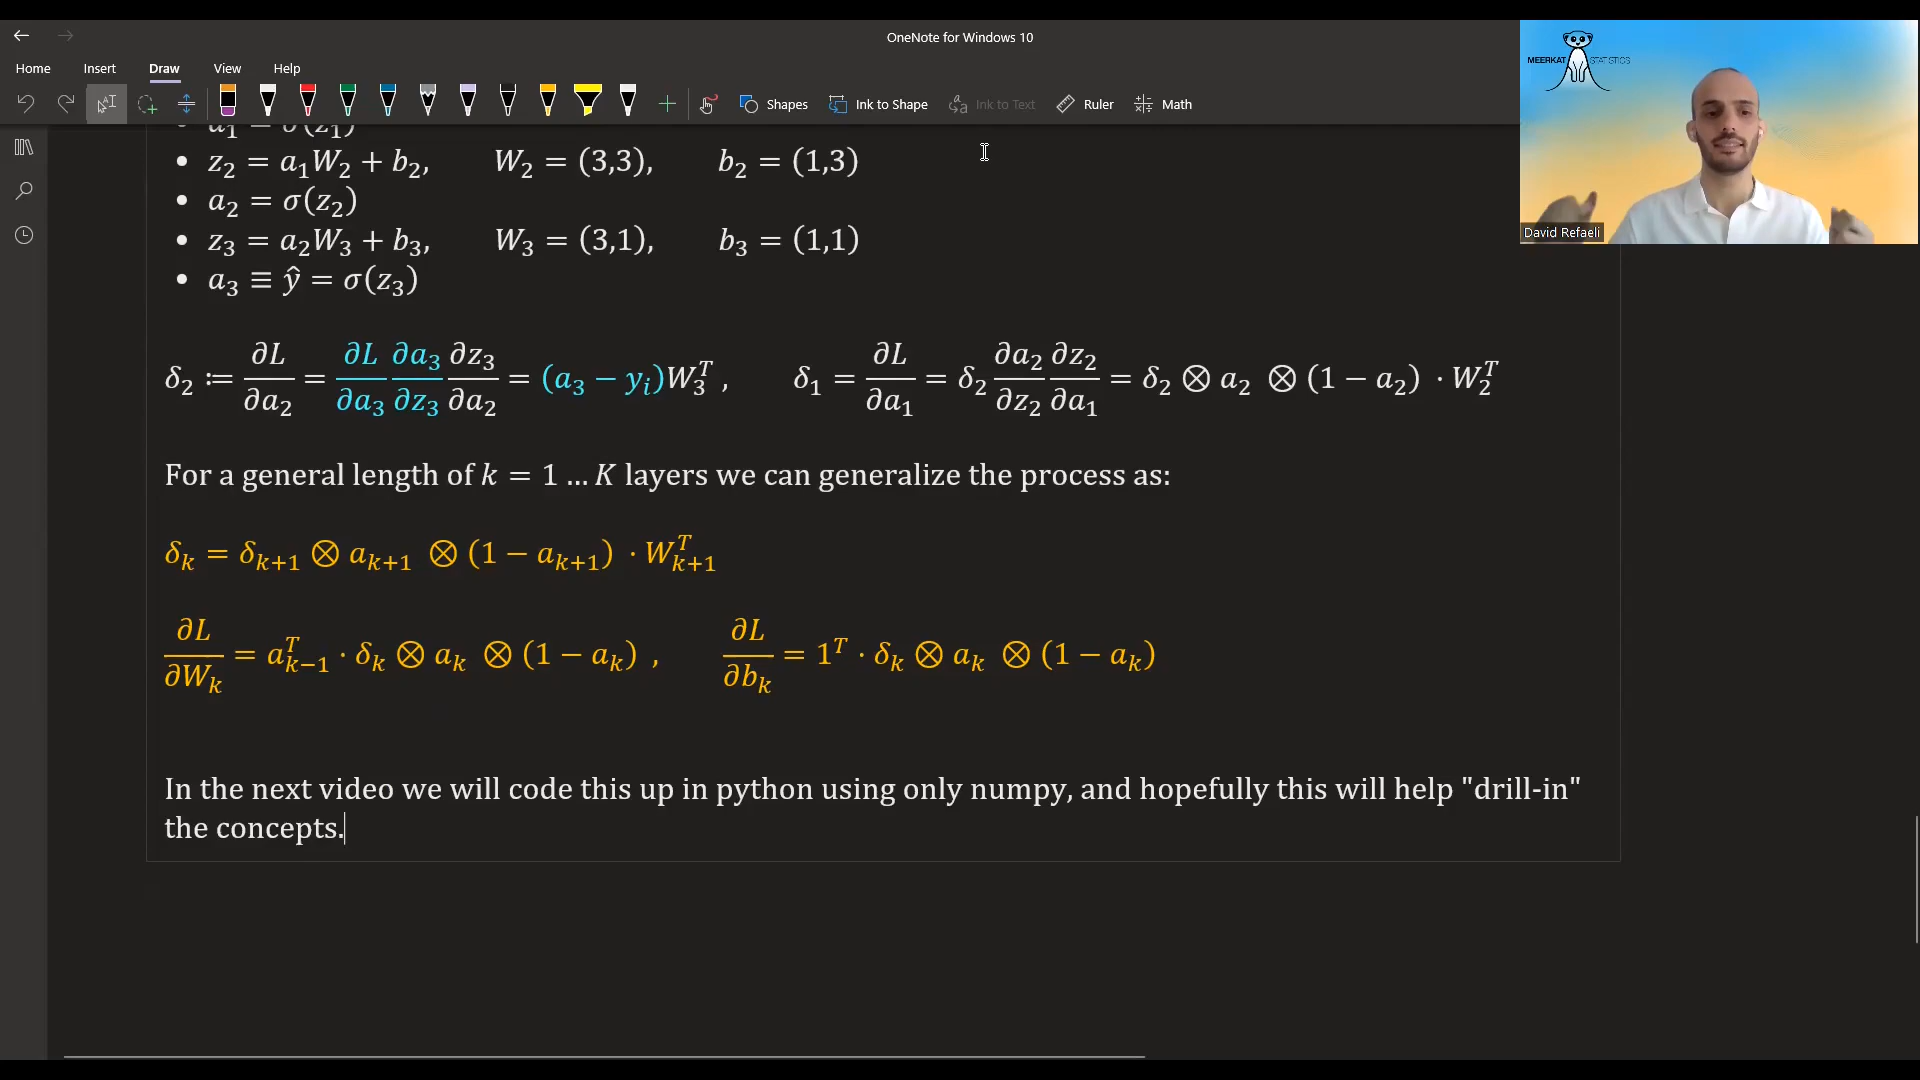 OneNote for Windows 10
MEERKAT STATISTICS
Home Insert Draw View Help
Shapes Ink to Shape Ink to Text Ruler Math
David Refaeli
a₁ = σ(z₁)
• z₂ = a₁W₂ + b₂, W₂ = (3,3), b₂ = (1,3)
• a₂ = σ(z₂)
• z₃ = a₂W₃ + b₃, W₃ = (3,1), b₃ = (1,1)
• a₃ ≡ ŷ = σ(z₃)
δ₂ ≔ ∂L/∂a₂ = ∂L/∂a₃ ∂a₃/∂z₃ ∂z₃/∂a₂ = (a₃ − yᵢ)W₃ᵀ , δ₁ = ∂L/∂a₁ = δ₂ ∂a₂/∂z₂ ∂z₂/∂a₁ = δ₂ ⊗ a₂ ⊗ (1 − a₂) · W₂ᵀ
For a general length of k = 1 … K layers we can generalize the process as:
δₖ = δₖ₊₁ ⊗ aₖ₊₁ ⊗ (1 − aₖ₊₁) · Wₖ₊₁ᵀ
∂L/∂Wₖ = aₖ₋₁ᵀ · δₖ ⊗ aₖ ⊗ (1 − aₖ) , ∂L/∂bₖ = 1ᵀ · δₖ ⊗ aₖ ⊗ (1 − aₖ)
In the next video we will code this up in python using only numpy, and hopefully this will help "drill-in"
the concepts.